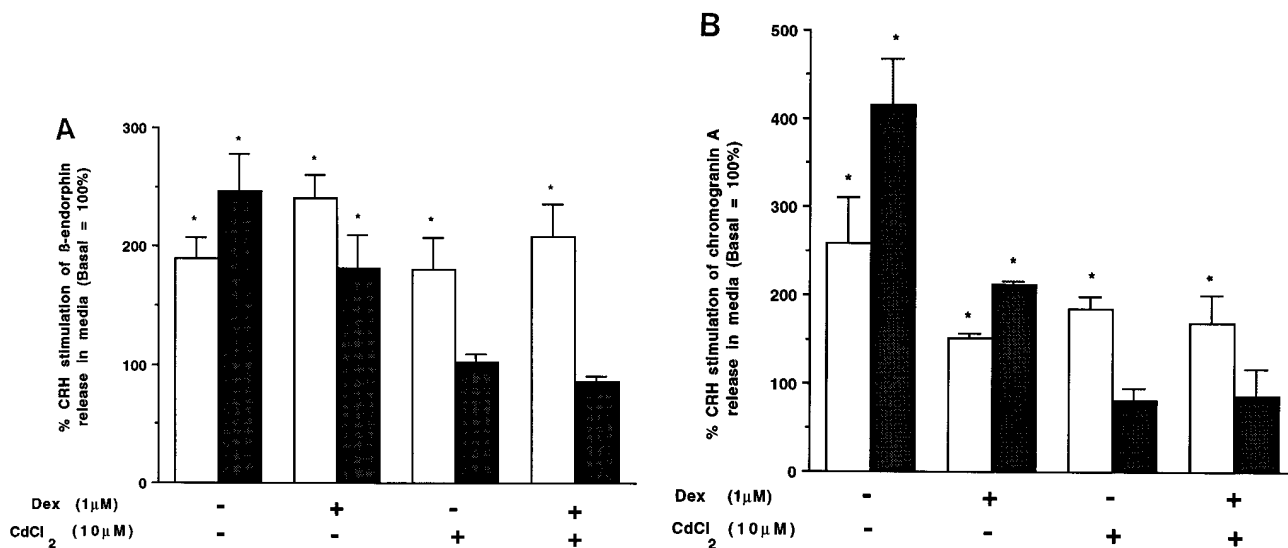 A
% CRH stimulation of ß-endorphin
release in media (Basal = 100%)
300
200
100
0
* * * * * *
Dex (1μM) - + - +
CdCl2 (10μM) - - + +
B
% CRH stimulation of chromogranin A
release in media (Basal = 100%)
500
400
300
200
100
0
* * * * * *
Dex (1μM) - + - +
CdCl2 (10μM) - - + +